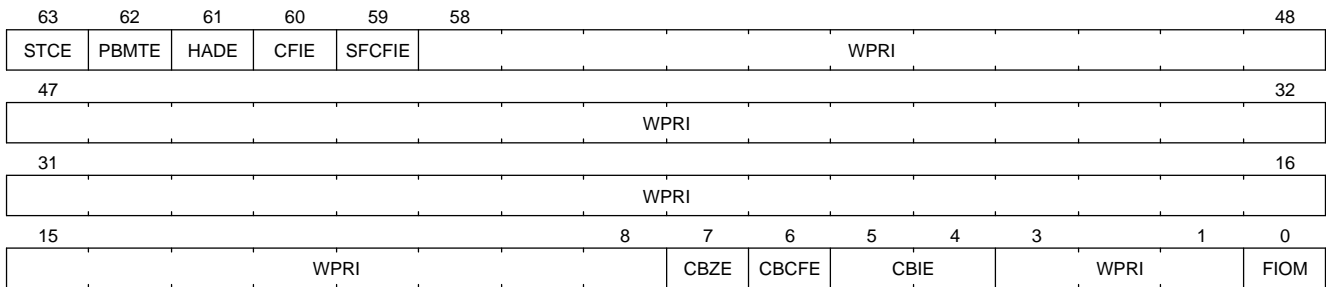 63 62 61 60 59 58 48
STCE PBMTE HADE CFIE SFCFIE WPRI
47 32
WPRI
31 16
WPRI
15 8 7 6 5 4 3 1 0
WPRI CBZE CBCFE CBIE WPRI FIOM